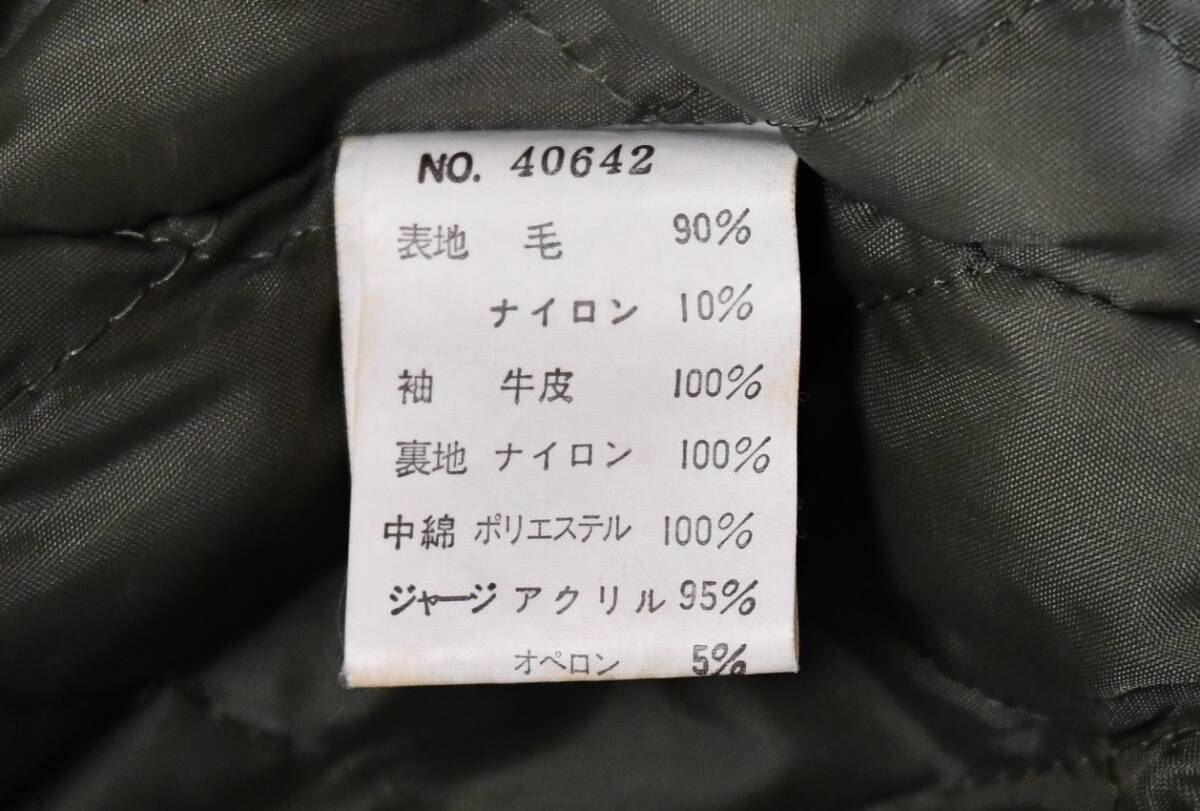 NO. 40642
表地 毛 90%
ナイロン 10%
袖 牛皮 100%
裏地 ナイロン 100%
中綿 ポリエステル 100%
ジャージ アクリル 95%
オペロン 5%